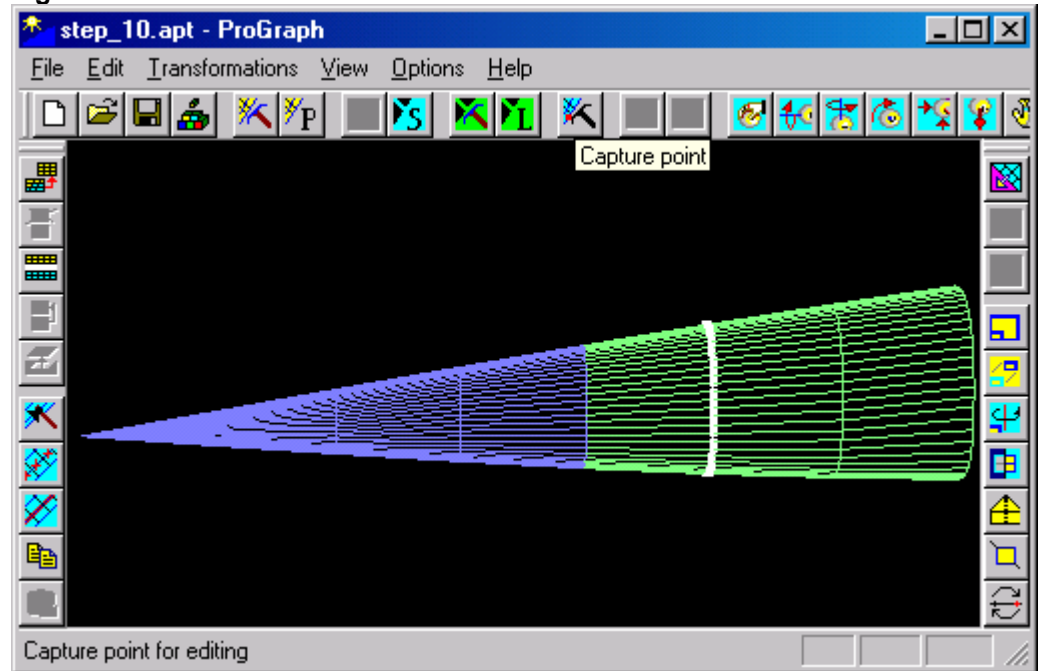 step_10.apt - ProGraph
File Edit Transformations View Options Help
P S L
Capture point
Capture point for editing